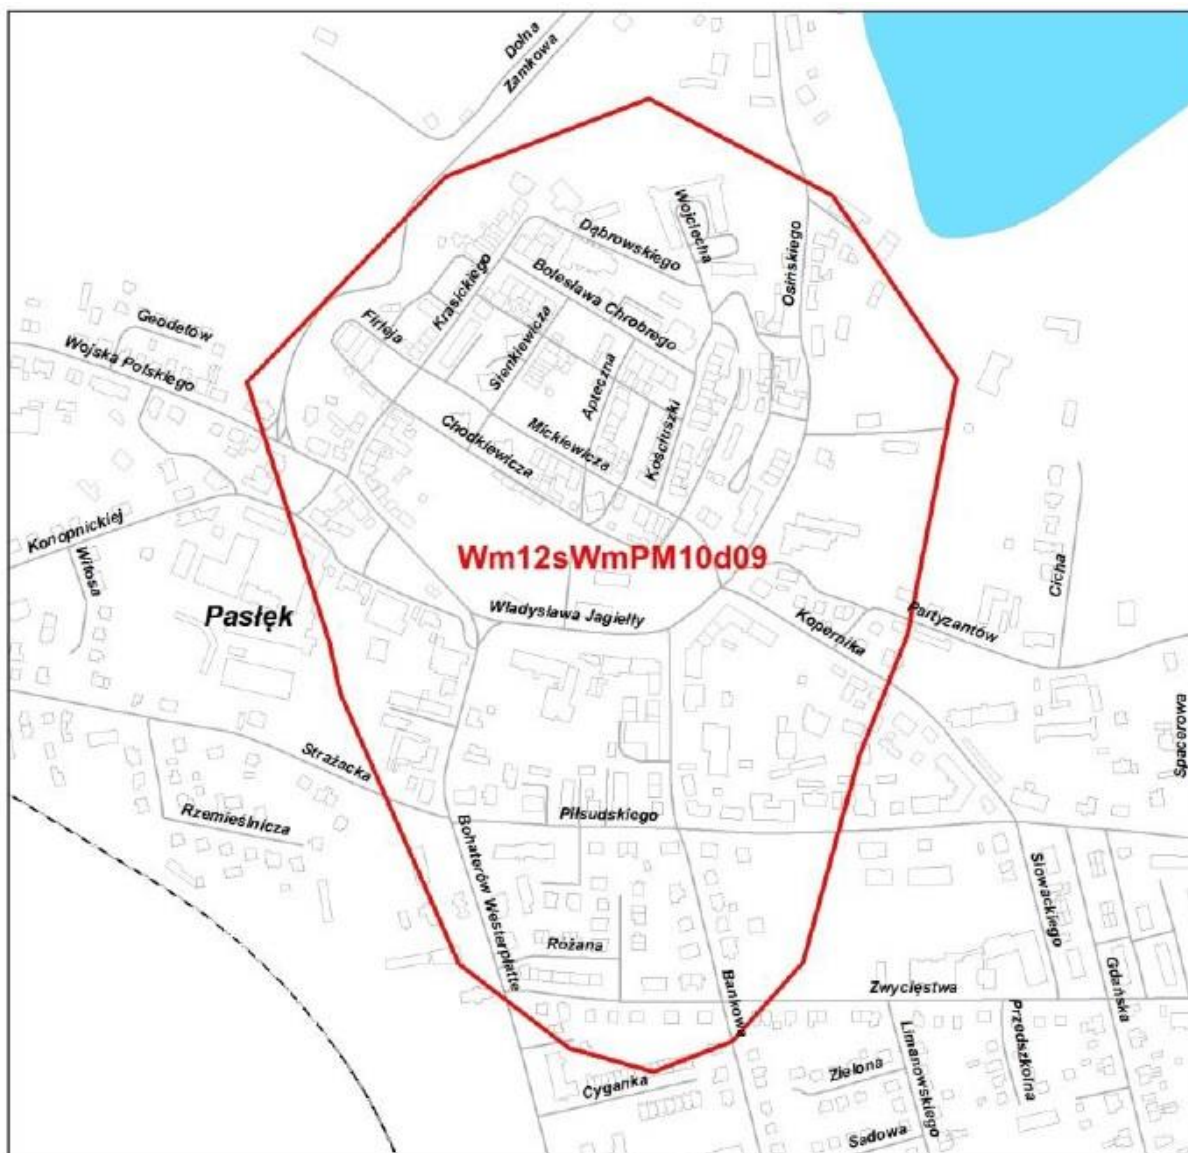 Dolna
Zamkowa
Wojciecha
Dąbrowskiego
Osińskiego
Krasickiego
Bolesława Chrobrego
Geodetów
Firleja
Sienkiewicza
Wojska Polskiego
Apteczna
Kościuszki
Mickiewicza
Chodkiewicza
Konopnickiej
Witosa
Wm12sWmPM10d09
Cicha
Pasłęk
Władysława Jagiełły
Kopernika
Partyzantów
Spacerowa
Strażacka
Rzemieślnicza
Piłsudskiego
Bohaterów Westerplatte
Słowackiego
Różana
Bankowa
Zwycięstwa
Gdańska
Przedszkolna
Limanowskiego
Zielona
Cyganka
Sadowa